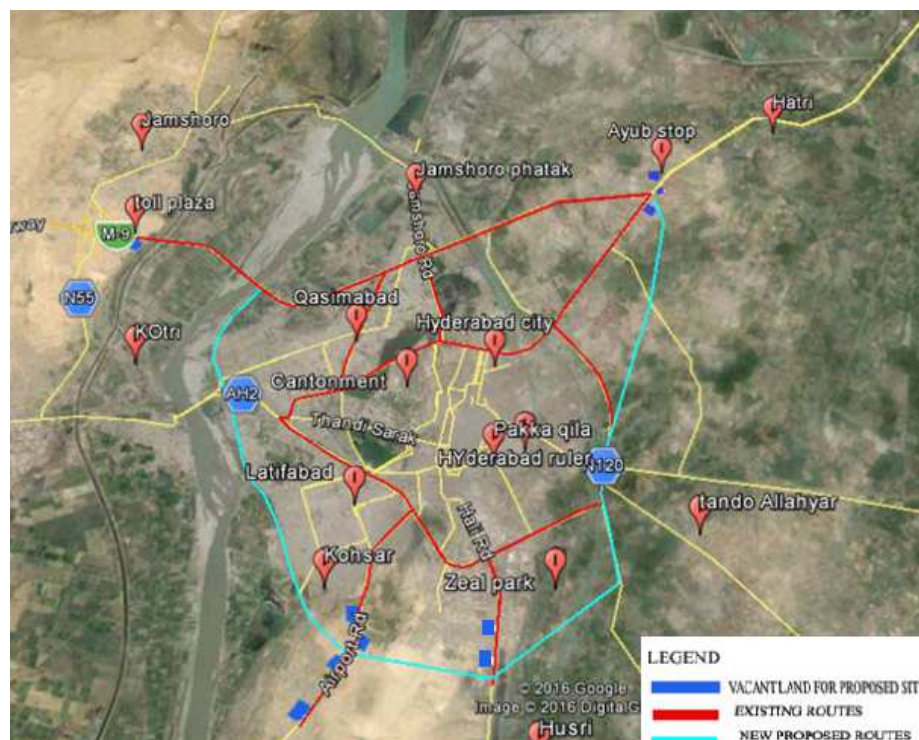 Hatri
Ayub stop
Jamshoro
Jamshoro phatak
toll plaza
M-9
Jamshoro Rd
N55
Qasimabad
Hyderabad city
KOtri
Cantonment
AH2
Thandi Sarak
Pakka qila
HYderabad ruler
N120
Latifabad
tando Allahyar
Hali Rd
Kohsar
Zeal park
Airport Rd
LEGEND
VACANT LAND FOR PROPOSED SIT
EXISTING ROUTES
NEW PROPOSED ROUTES
© 2016 Google
Image © 2016 DigitalG
Husri